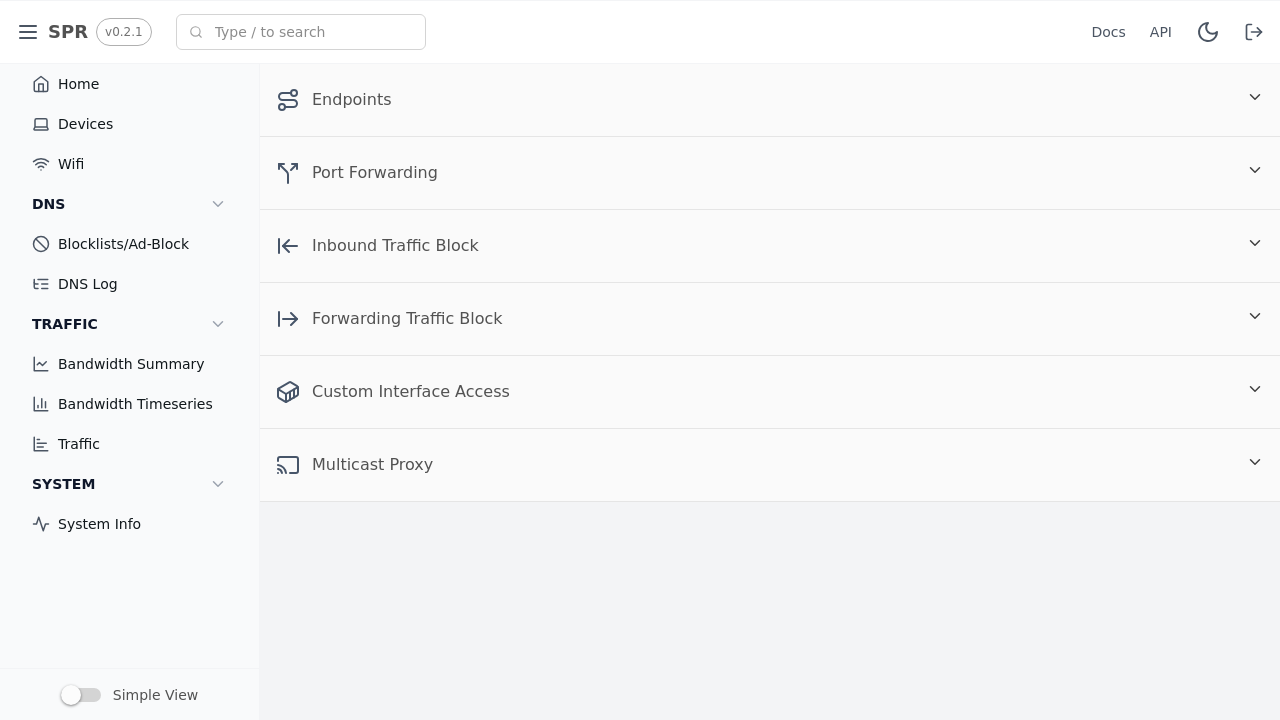 SPR v0.2.1 Type / to search Docs API
Home
Devices
Wifi
DNS
Blocklists/Ad-Block
DNS Log
TRAFFIC
Bandwidth Summary
Bandwidth Timeseries
Traffic
SYSTEM
System Info
Simple View
Endpoints
Port Forwarding
Inbound Traffic Block
Forwarding Traffic Block
Custom Interface Access
Multicast Proxy